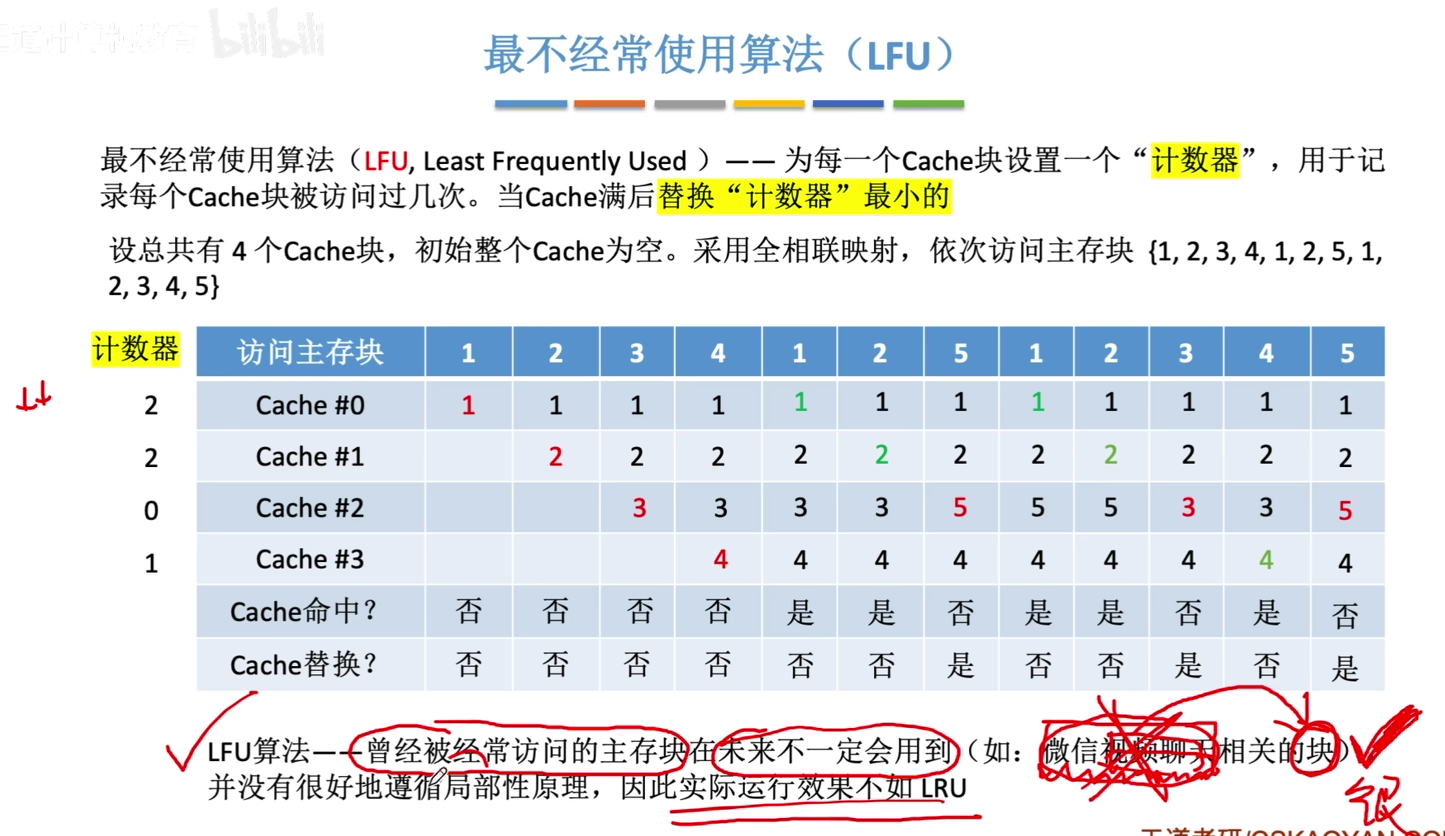 bilibili
最不经常使用算法（LFU）
最不经常使用算法（LFU, Least Frequently Used ）—— 为每一个Cache块设置一个“计数器”，用于记
录每个Cache块被访问过几次。当Cache满后替换“计数器”最小的
设总共有 4 个Cache块，初始整个Cache为空。采用全相联映射，依次访问主存块 {1, 2, 3, 4, 1, 2, 5, 1,
2, 3, 4, 5}
计数器 访问主存块 1 2 3 4 1 2 5 1 2 3 4 5
2 Cache #0 1 1 1 1 1 1 1 1 1 1 1 1
2 Cache #1 2 2 2 2 2 2 2 2 2 2 2
0 Cache #2 3 3 3 3 5 5 5 3 3 5
1 Cache #3 4 4 4 4 4 4 4 4 4
Cache命中？ 否 否 否 否 是 是 否 是 是 否 是 否
Cache替换？ 否 否 否 否 否 否 是 否 否 是 否 是
LFU算法——曾经被经常访问的主存块在未来不一定会用到（如：微信视频聊天相关的块），
并没有很好地遵循局部性原理，因此实际运行效果不如 LRU